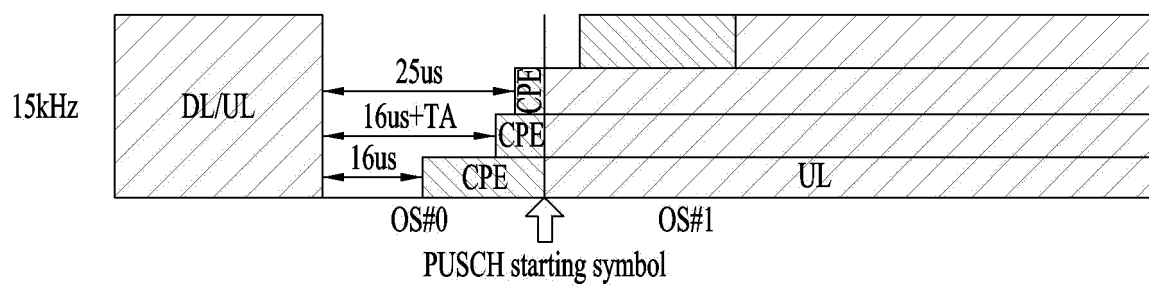 25us
CPE
15kHz
DL/UL
16us+TA
CPE
16us
CPE
UL
OS#0
OS#1
PUSCH starting symbol